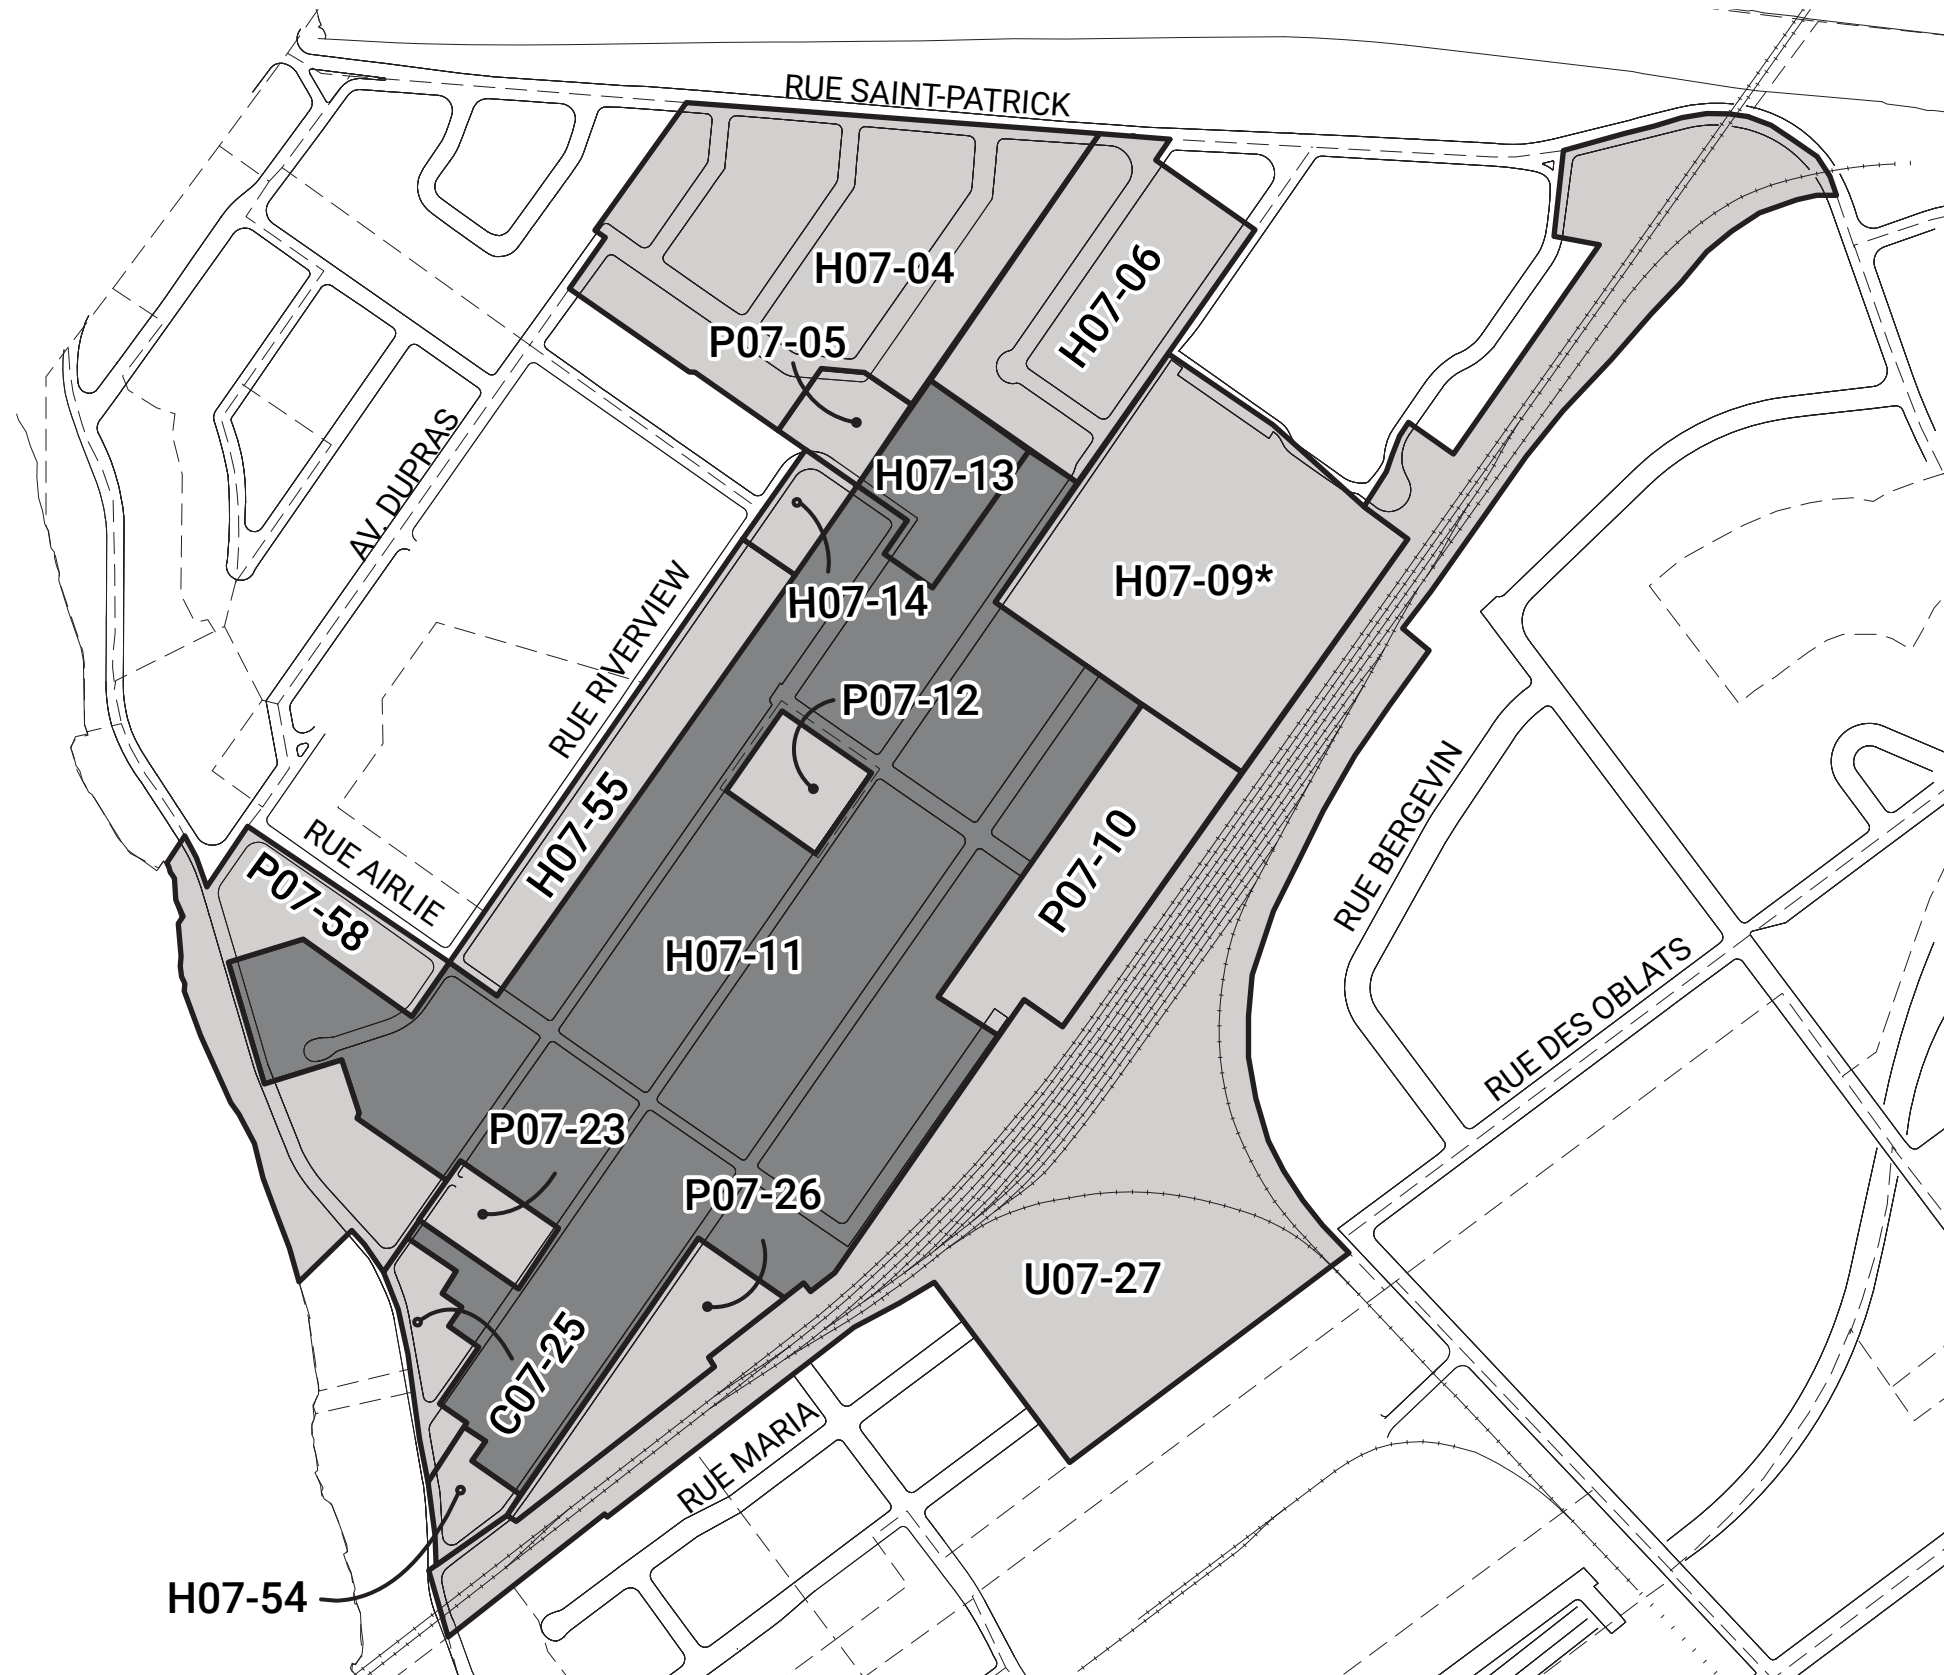 RUE SAINT-PATRICK
H07-04
H07-06
P07-05
AV. DUPRAS
H07-13
H07-09*
H07-14
RUE RIVERVIEW
P07-12
H07-55
P07-10
RUE BERGEVIN
RUE AIRLIE
P07-58
H07-11
RUE DES OBLATS
P07-23
P07-26
U07-27
C07-25
RUE MARIA
H07-54